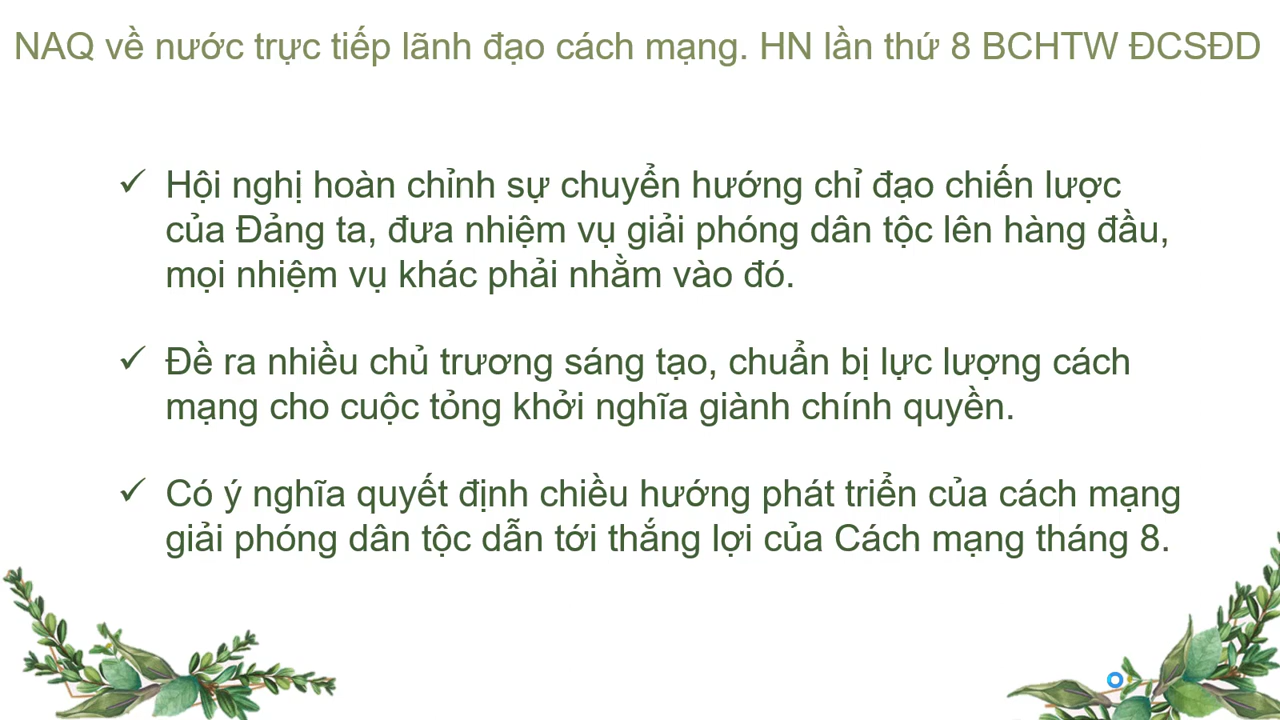 NAQ về nước trực tiếp lãnh đạo cách mạng. HN lần thứ 8 BCHTW ĐCSĐD
✓ Hội nghị hoàn chỉnh sự chuyển hướng chỉ đạo chiến lược
của Đảng ta, đưa nhiệm vụ giải phóng dân tộc lên hàng đầu,
mọi nhiệm vụ khác phải nhằm vào đó.
✓ Đề ra nhiều chủ trương sáng tạo, chuẩn bị lực lượng cách
mạng cho cuộc tỏng khởi nghĩa giành chính quyền.
✓ Có ý nghĩa quyết định chiều hướng phát triển của cách mạng
giải phóng dân tộc dẫn tới thắng lợi của Cách mạng tháng 8.